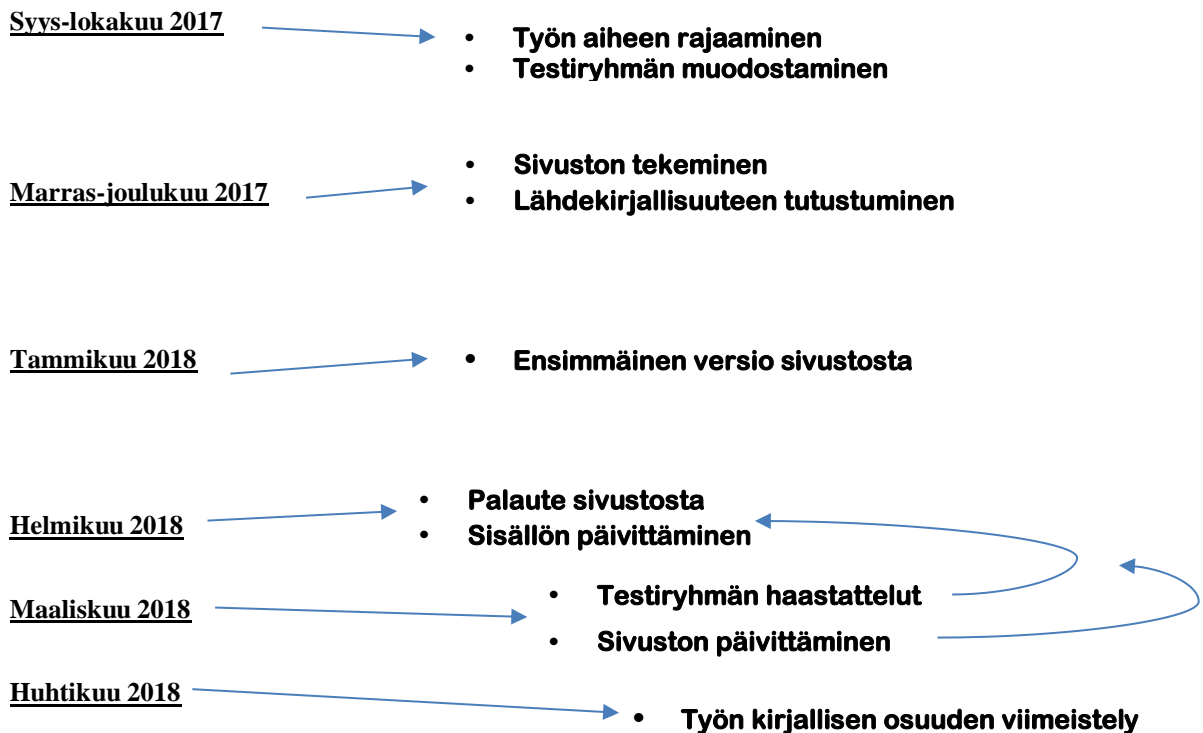 Syys-lokakuu 2017
• Työn aiheen rajaaminen
• Testiryhmän muodostaminen
Marras-joulukuu 2017
• Sivuston tekeminen
• Lähdekirjallisuuteen tutustuminen
Tammikuu 2018
• Ensimmäinen versio sivustosta
Helmikuu 2018
• Palaute sivustosta
• Sisällön päivittäminen
Maaliskuu 2018
• Testiryhmän haastattelut
• Sivuston päivittäminen
Huhtikuu 2018
• Työn kirjallisen osuuden viimeistely